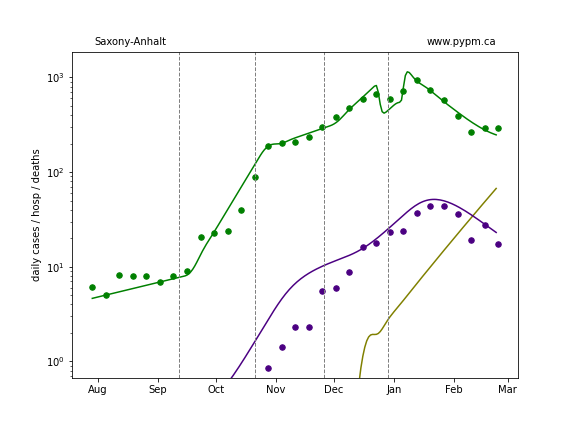 Saxony-Anhalt www.pypm.ca
daily cases / hosp / deaths
10³
10²
10¹
10⁰
Aug Sep Oct Nov Dec Jan Feb Mar